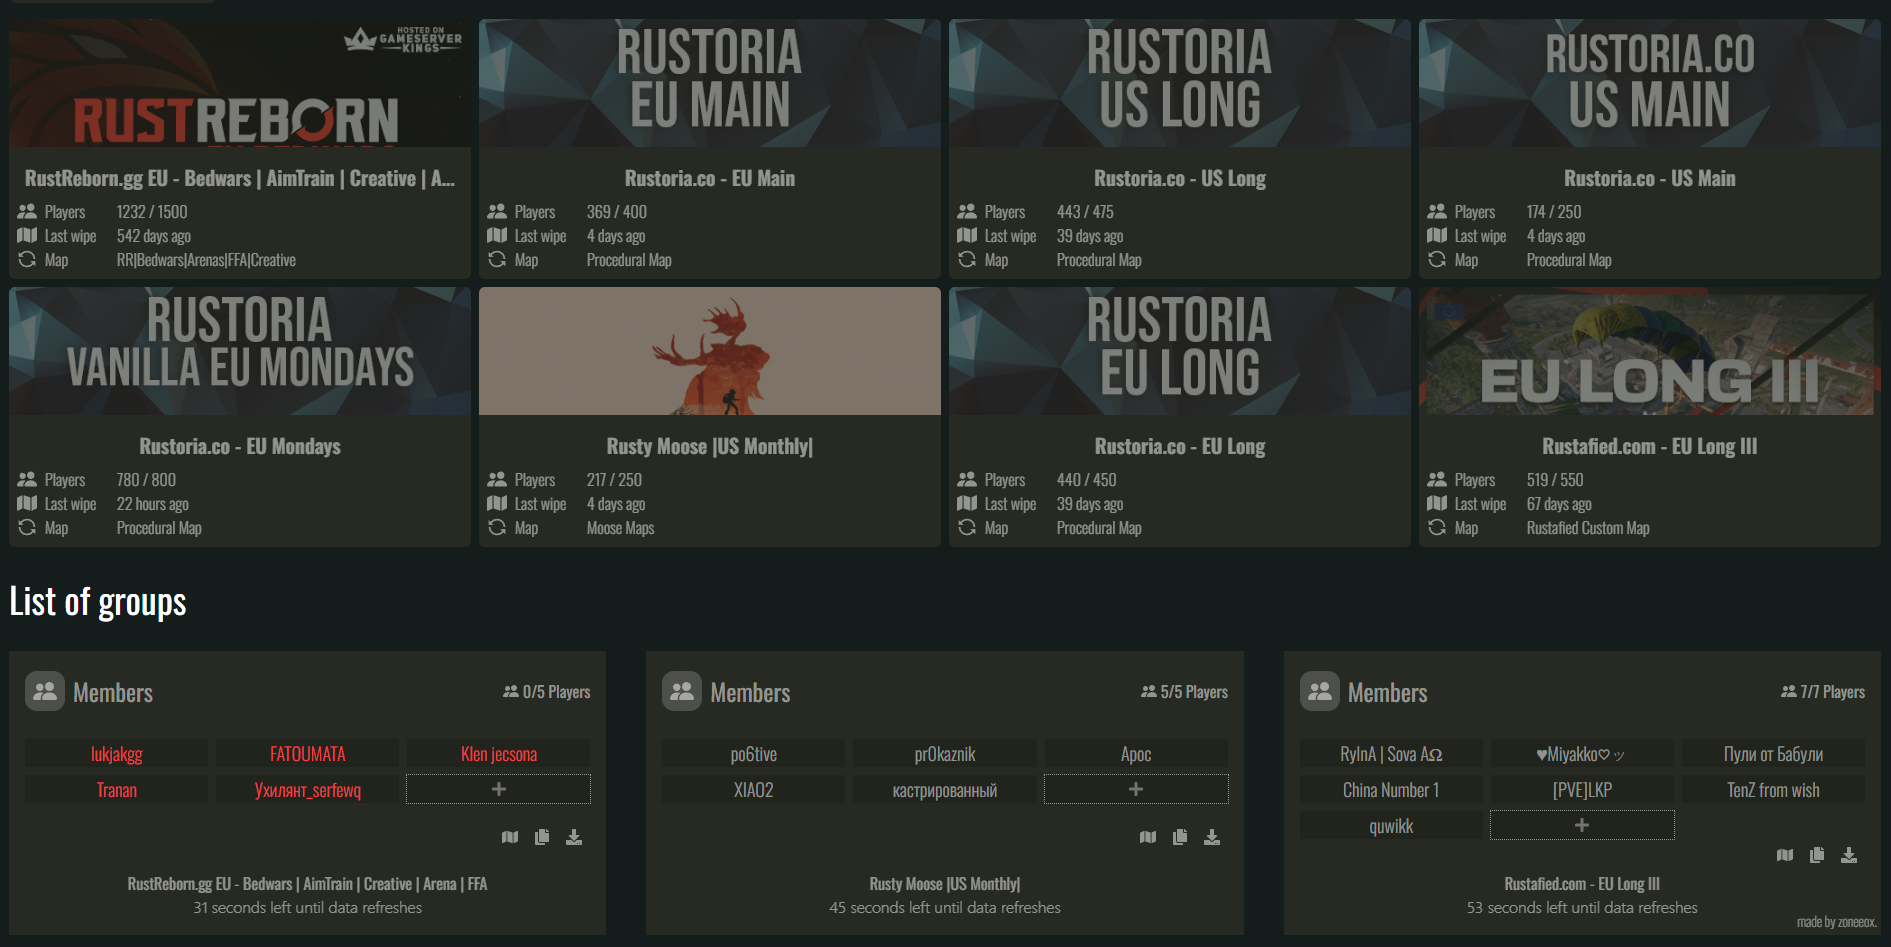 HOSTED ON
GAMESERVER
KINGS
RUSTREBORN
RustReborn.gg EU - Bedwars | AimTrain | Creative | A...
Players 1232 / 1500
Last wipe 542 days ago
Map RR|Bedwars|Arenas|FFA|Creative
RUSTORIA
EU MAIN
Rustoria.co - EU Main
Players 369 / 400
Last wipe 4 days ago
Map Procedural Map
RUSTORIA
US LONG
Rustoria.co - US Long
Players 443 / 475
Last wipe 39 days ago
Map Procedural Map
RUSTORIA.CO
US MAIN
Rustoria.co - US Main
Players 174 / 250
Last wipe 4 days ago
Map Procedural Map
RUSTORIA
VANILLA EU MONDAYS
Rustoria.co - EU Mondays
Players 780 / 800
Last wipe 22 hours ago
Map Procedural Map
Rusty Moose |US Monthly|
Players 217 / 250
Last wipe 4 days ago
Map Moose Maps
RUSTORIA
EU LONG
Rustoria.co - EU Long
Players 440 / 450
Last wipe 39 days ago
Map Procedural Map
EU LONG III
Rustafied.com - EU Long III
Players 519 / 550
Last wipe 67 days ago
Map Rustafied Custom Map
List of groups
Members 0/5 Players
lukjakgg FATOUMATA Klen jecsona
Tranan Ухилянт_serfewq +
RustReborn.gg EU - Bedwars | AimTrain | Creative | Arena | FFA
31 seconds left until data refreshes
Members 5/5 Players
po6tive pr0kaznik Apoc
XIAO2 кастрированный +
Rusty Moose |US Monthly|
45 seconds left until data refreshes
Members 7/7 Players
RylnA | Sova AΩ ♥Miyakko♡ ッ Пули от Бабули
China Number 1 [PVE]LKP TenZ from wish
quwikk +
Rustafied.com - EU Long III
53 seconds left until data refreshes
made by zoneeox.